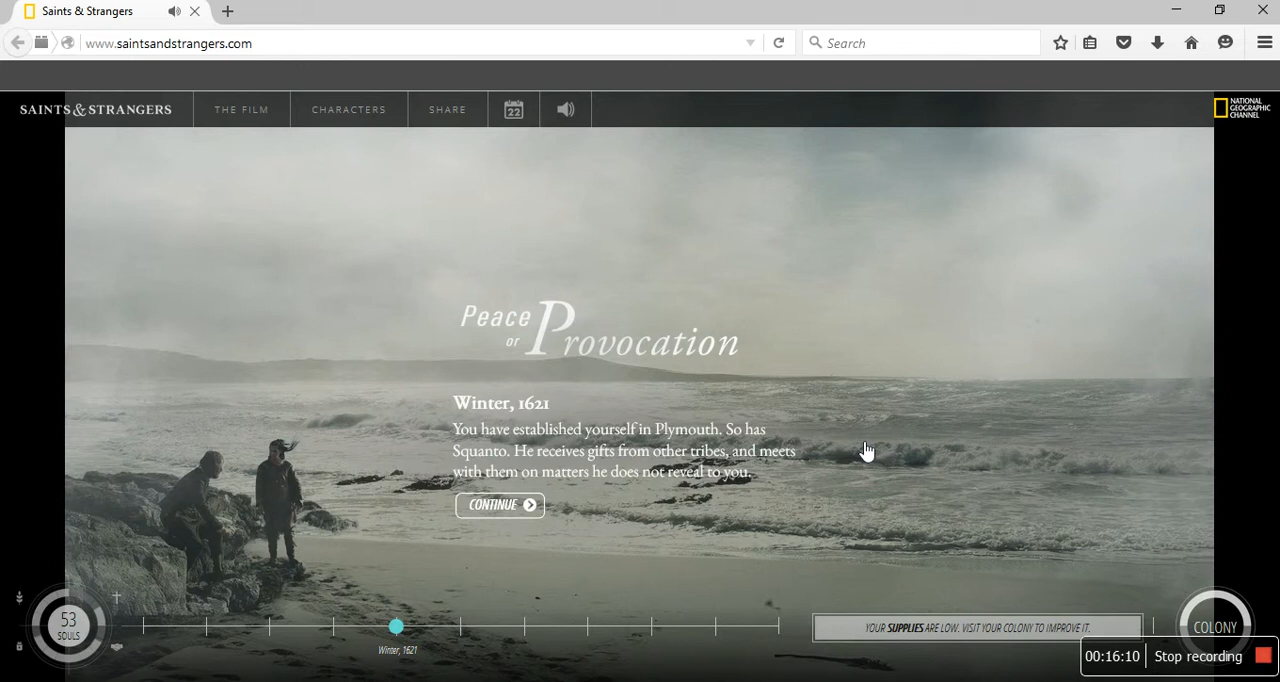 Saints & Strangers
www.saintsandstrangers.com
Search
SAINTS & STRANGERS
THE FILM
CHARACTERS
SHARE
22
NATIONAL
GEOGRAPHIC
CHANNEL
Peace
or Provocation
Winter, 1621
You have established yourself in Plymouth. So has
Squanto. He receives gifts from other tribes, and meets
with them on matters he does not reveal to you.
CONTINUE
53
SOULS
Winter, 1621
YOUR SUPPLIES ARE LOW. VISIT YOUR COLONY TO IMPROVE IT.
COLONY
00:16:10 Stop recording